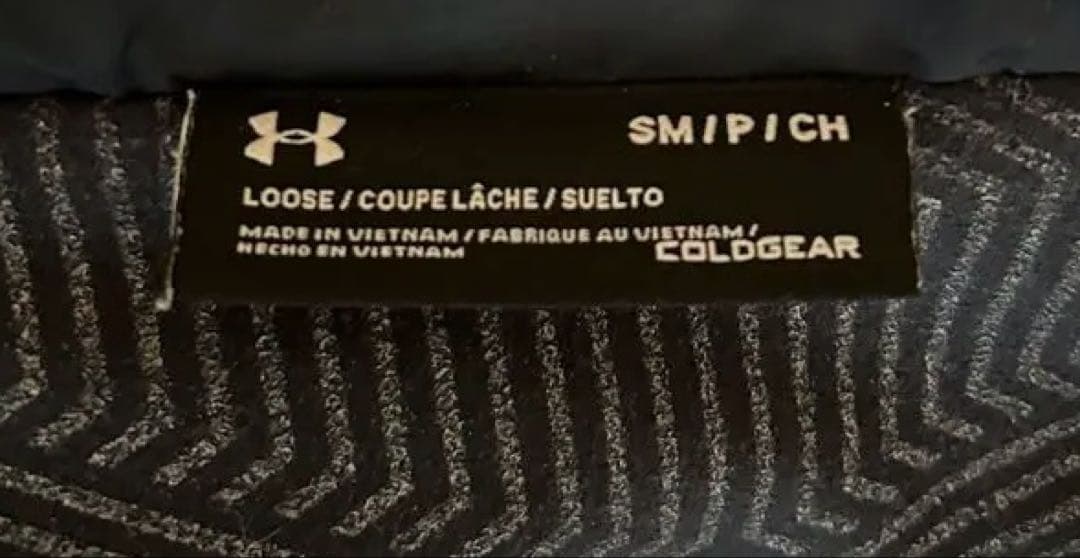 SM / P / CH
LOOSE / COUPE LÂCHE / SUELTO
MADE IN VIETNAM / FABRIQUE AU VIETNAM /
HECHO EN VIETNAM
COLDGEAR